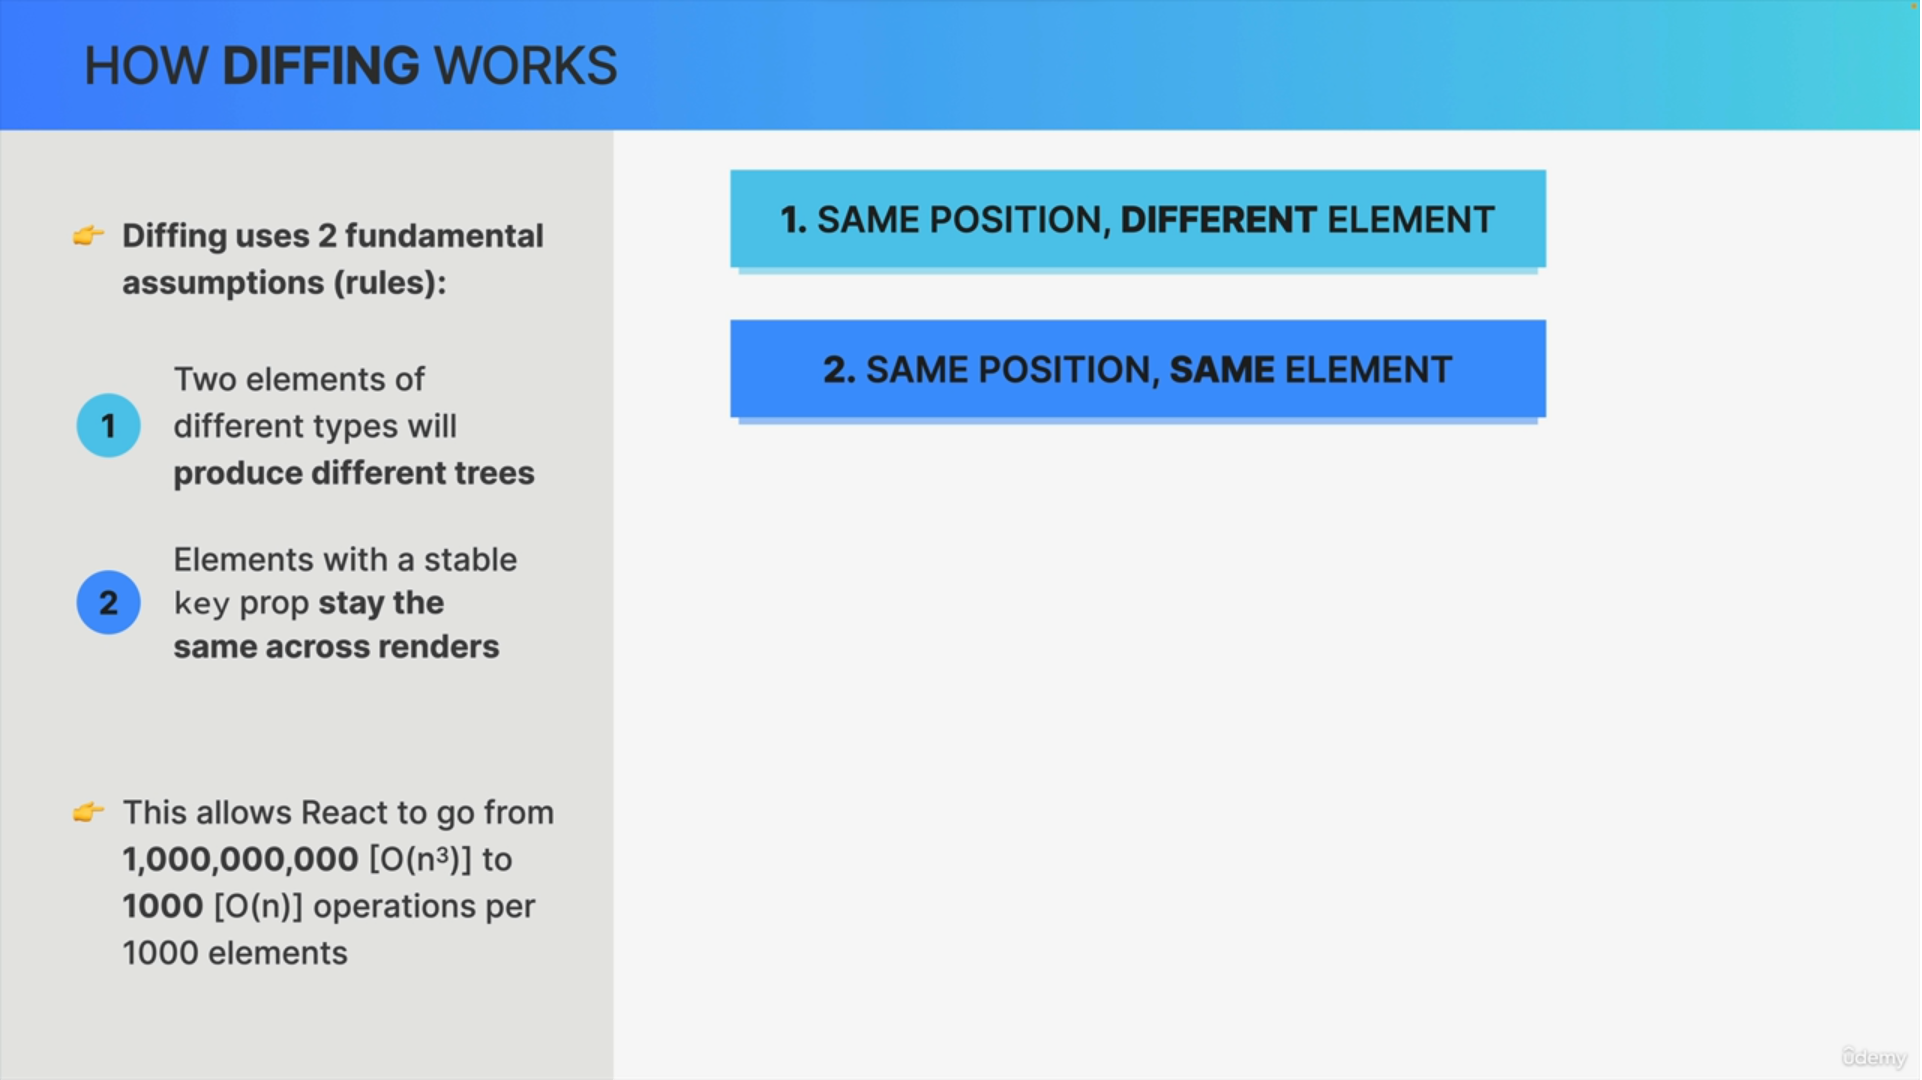 HOW DIFFING WORKS
👉 Diffing uses 2 fundamental
assumptions (rules):
1
Two elements of
different types will
produce different trees
2
Elements with a stable
key prop stay the
same across renders
👉 This allows React to go from
1,000,000,000 [O(n³)] to
1000 [O(n)] operations per
1000 elements
1. SAME POSITION, DIFFERENT ELEMENT
2. SAME POSITION, SAME ELEMENT
ûdemy